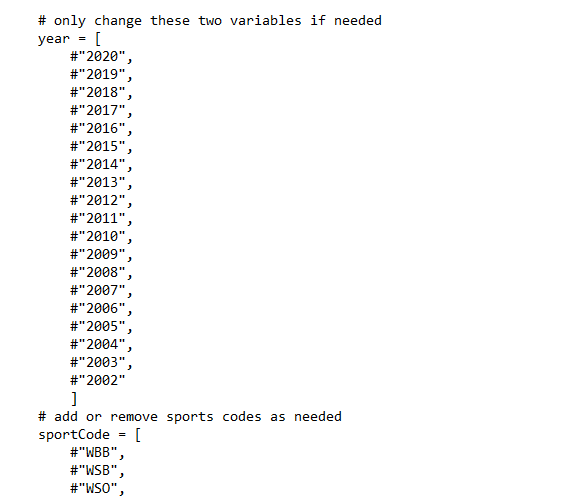 # only change these two variables if needed
year = [
#"2020",
#"2019",
#"2018",
#"2017",
#"2016",
#"2015",
#"2014",
#"2013",
#"2012",
#"2011",
#"2010",
#"2009",
#"2008",
#"2007",
#"2006",
#"2005",
#"2004",
#"2003",
#"2002"
]
# add or remove sports codes as needed
sportCode = [
#"WBB",
#"WSB",
#"WSO",